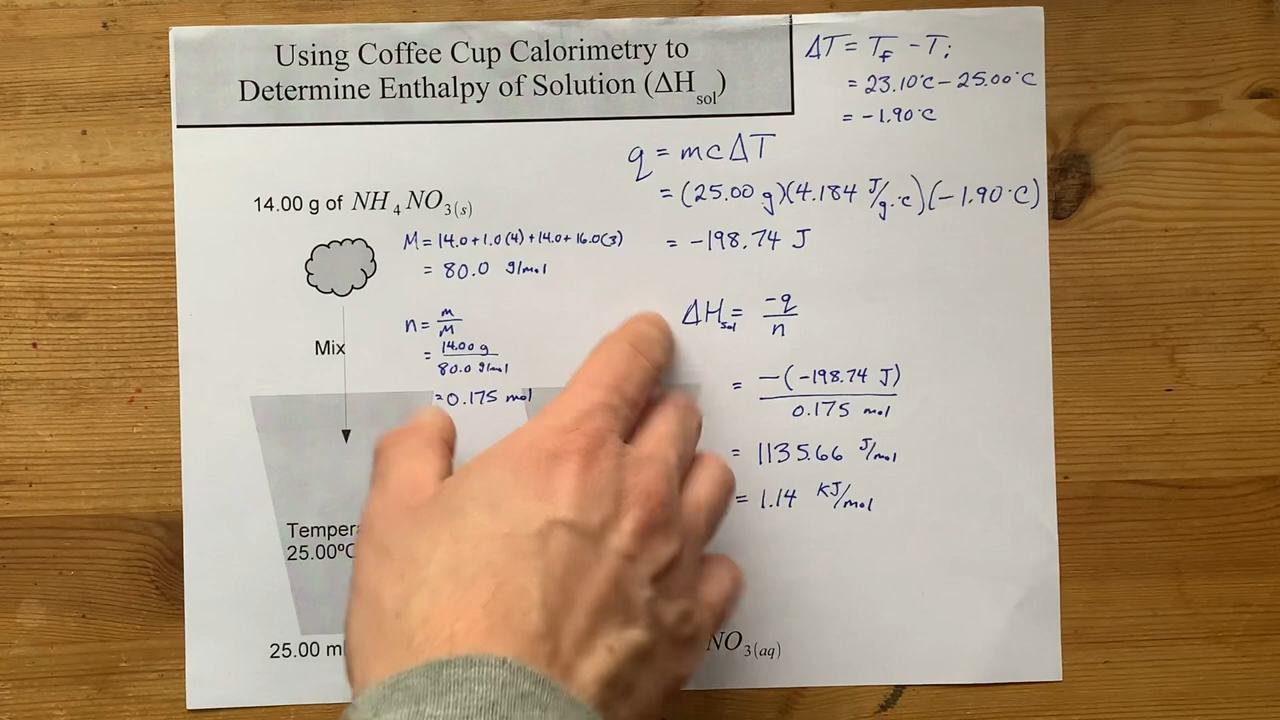 Using Coffee Cup Calorimetry to
Determine Enthalpy of Solution (ΔH sol)
ΔT = Tf - Ti
= 23.10°C - 25.00°C
= -1.90°C
q = mcΔT
= (25.00 g)(4.184 J/g·°C)(-1.90°C)
= -198.74 J
14.00 g of NH4NO3(s)
M = 14.0+1.0(4)+14.0+16.0(3)
= 80.0 g/mol
n = m/M
= 14.00 g / 80.0 g/mol
= 0.175 mol
Mix
ΔHsol = -q/n
= -(-198.74 J) / 0.175 mol
= 1135.66 J/mol
= 1.14 KJ/mol
25.00°C
25.00
NO3(aq)